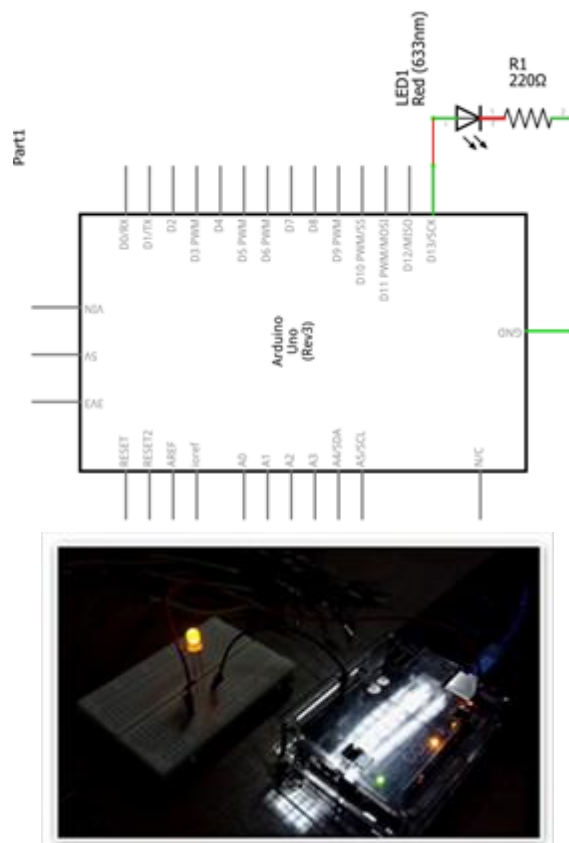 LED1
Red (633nm)
R1
220Ω
Part1
D0/RX
D1/TX
D2
D3 PWM
D4
D5 PWM
D6 PWM
D7
D8
D9 PWM
D10 PWM/SS
D11 PWM/MOSI
D12/MISO
D13/SCK
VIN
5V
3V3
Arduino
Uno
(Rev3)
GND
RESET
RESET2
AREF
ioref
A0
A1
A2
A3
A4/SDA
A5/SCL
N/C